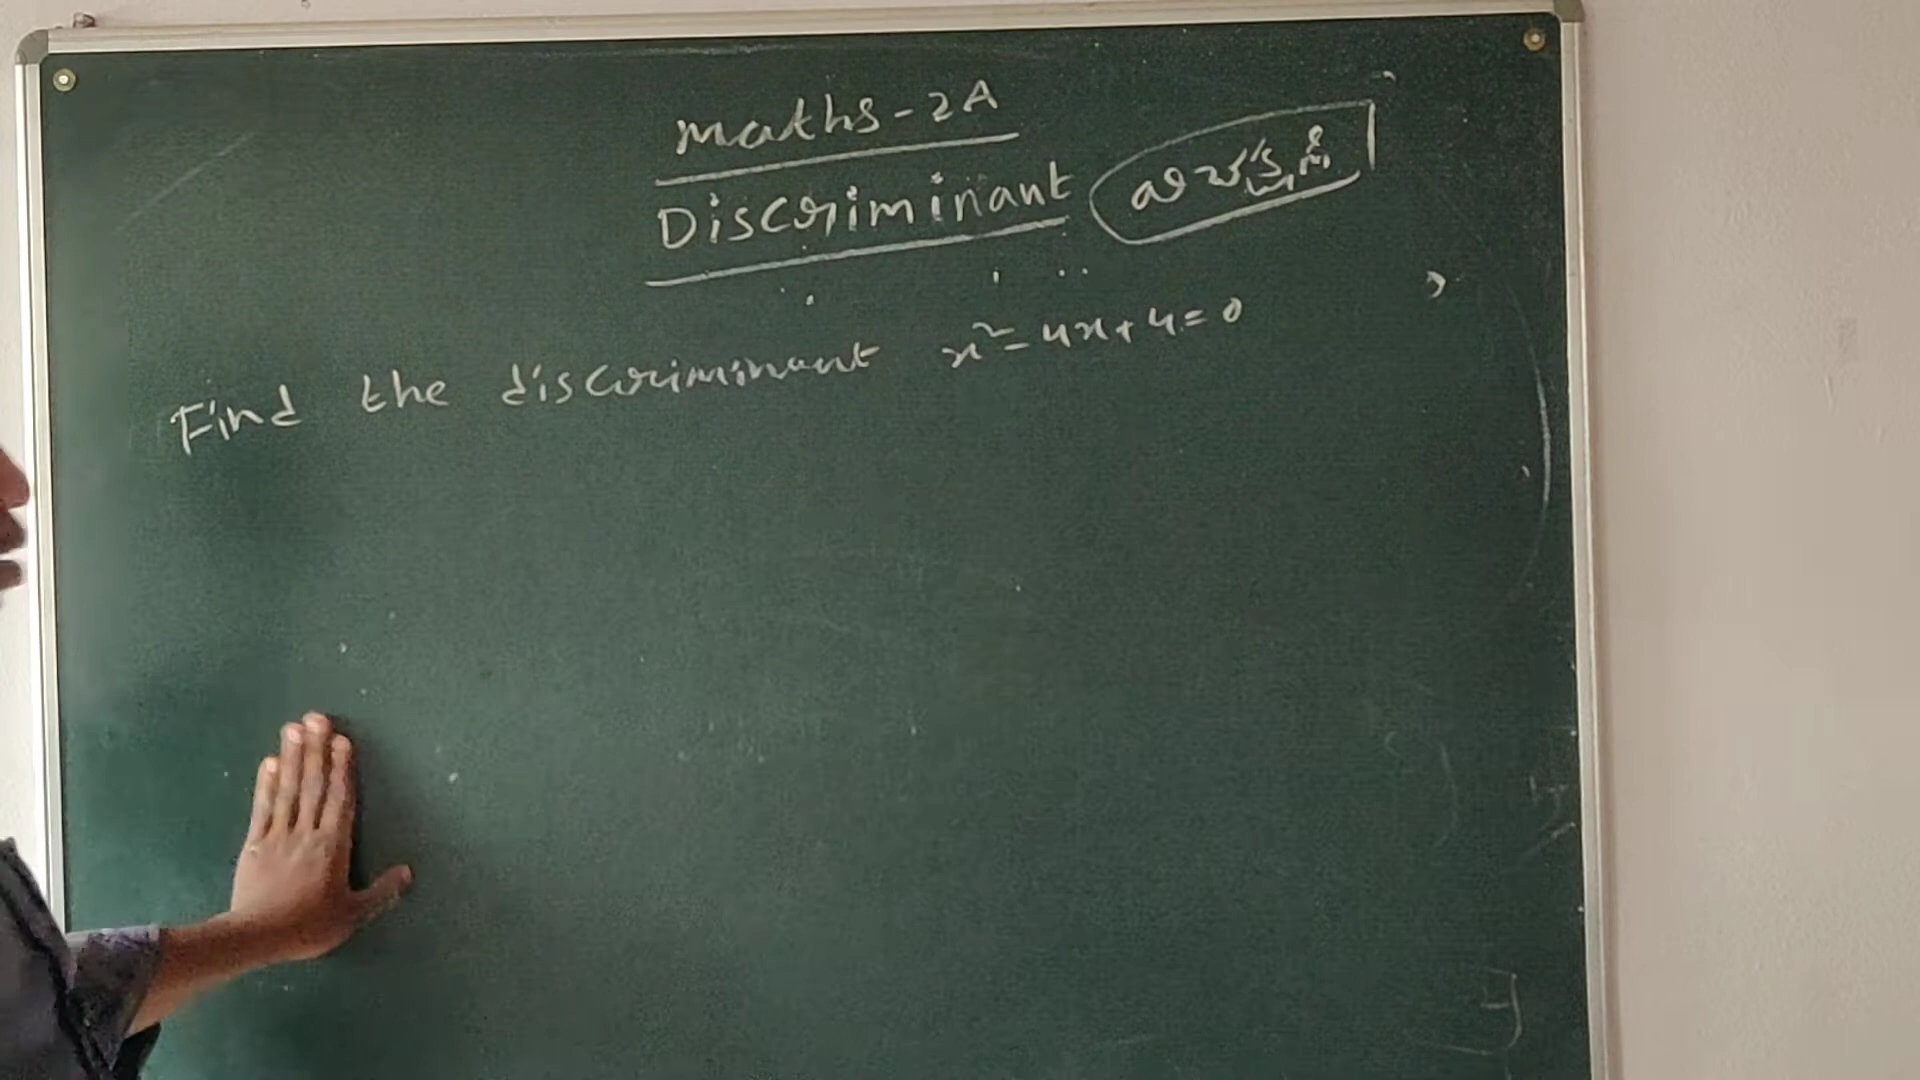 maths-2A
Discriminant
Find the discriminant x²-4x+4=0